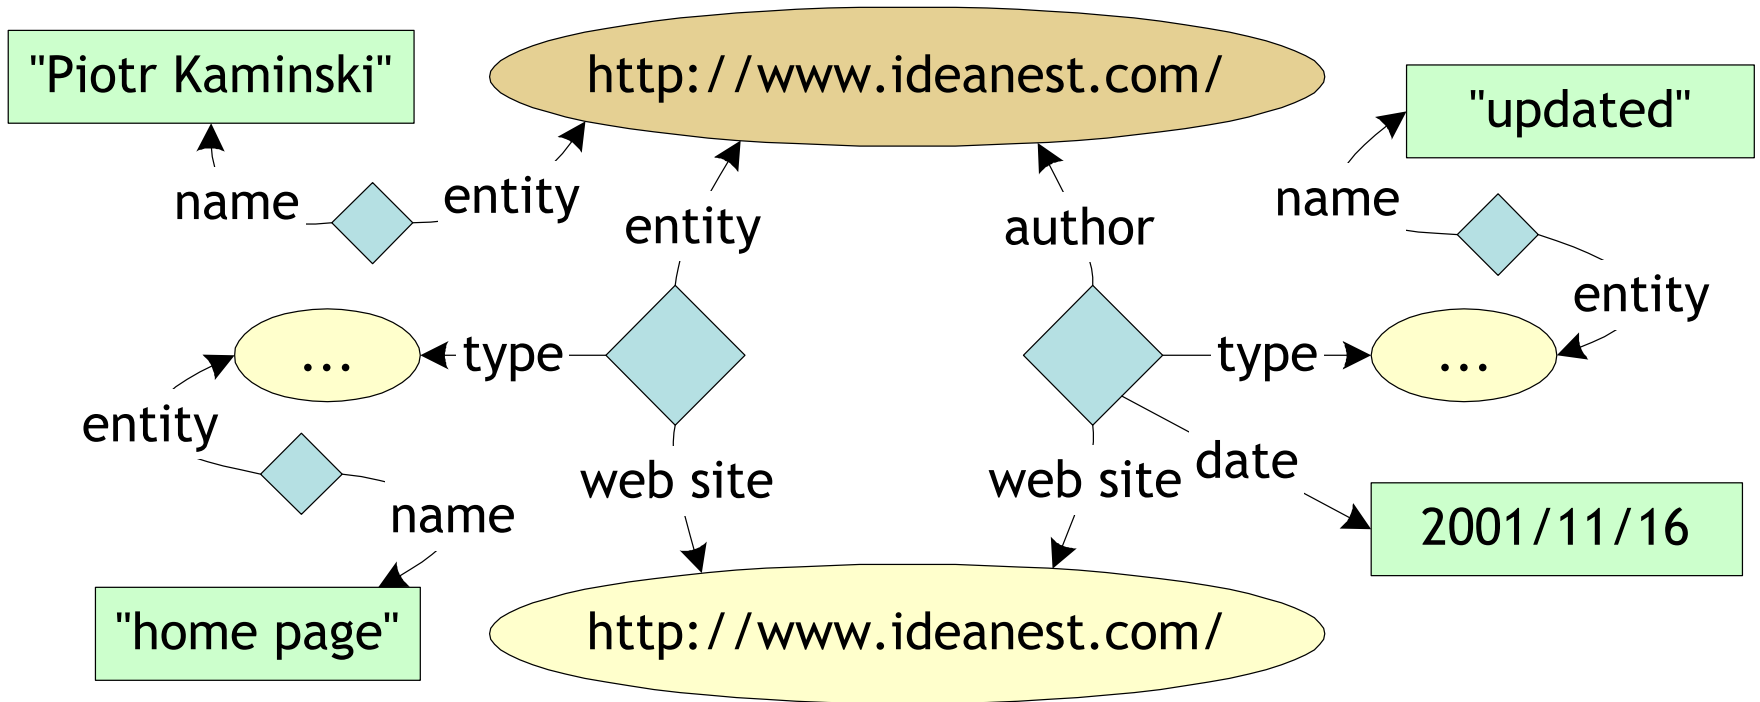 "Piotr Kaminski"
http://www.ideanest.com/
"updated"
name
entity
entity
author
name
entity
...
type
type
...
entity
name
web site
web site
date
2001/11/16
"home page"
http://www.ideanest.com/